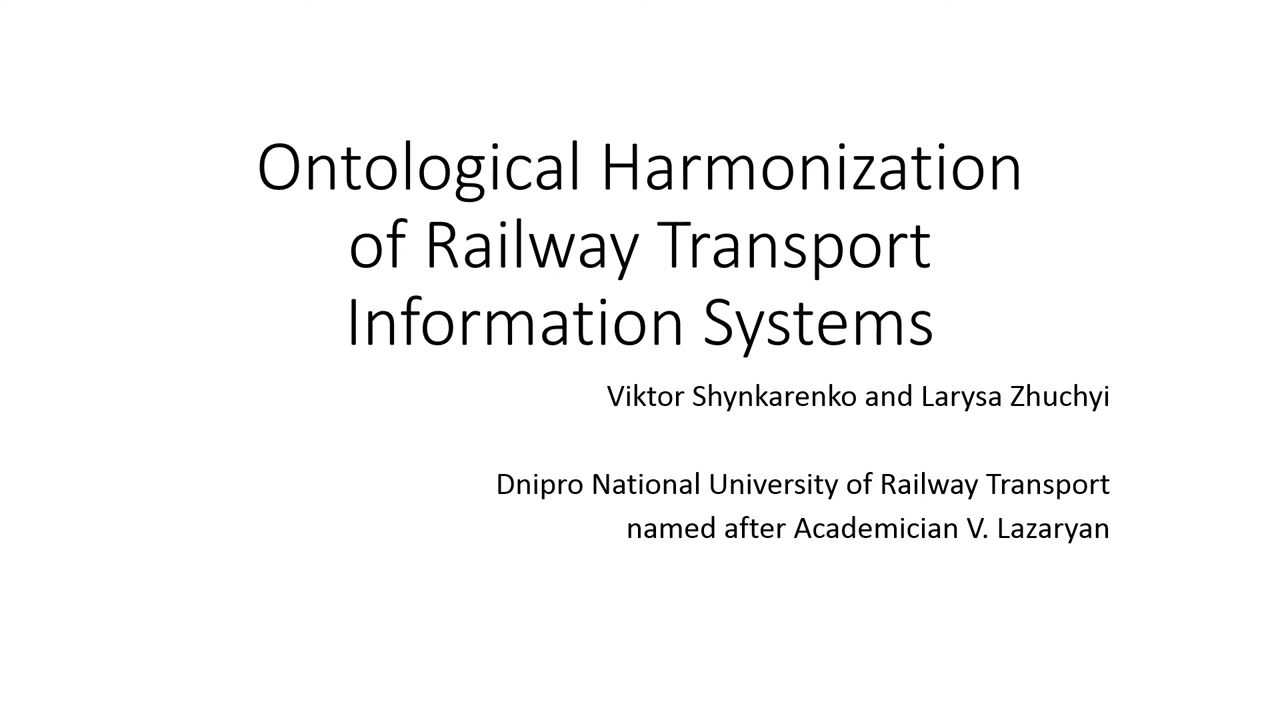 Ontological Harmonization
of Railway Transport
Information Systems
Viktor Shynkarenko and Larysa Zhuchyi
Dnipro National University of Railway Transport
named after Academician V. Lazaryan